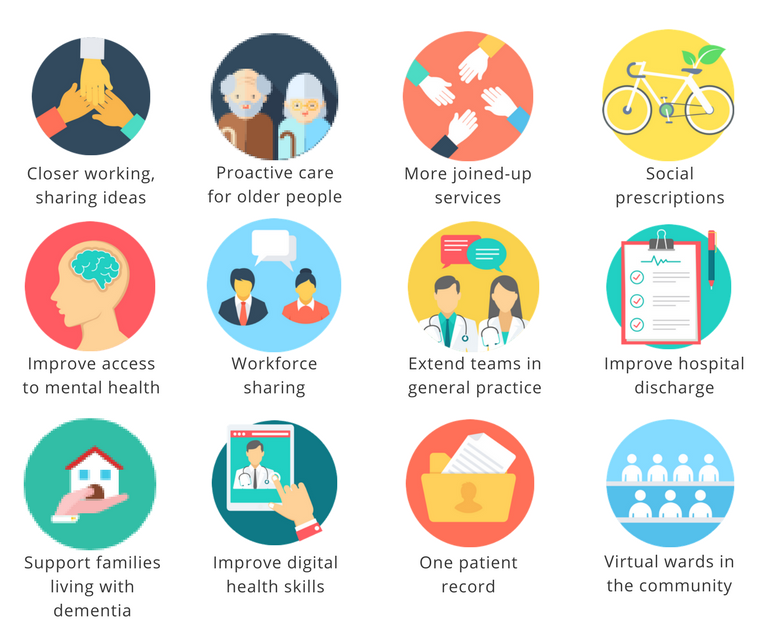 Closer working,
sharing ideas
Proactive care
for older people
More joined-up
services
Social
prescriptions
Improve access
to mental health
Workforce
sharing
Extend teams in
general practice
Improve hospital
discharge
Support families
living with
dementia
Improve digital
health skills
One patient
record
Virtual wards in
the community